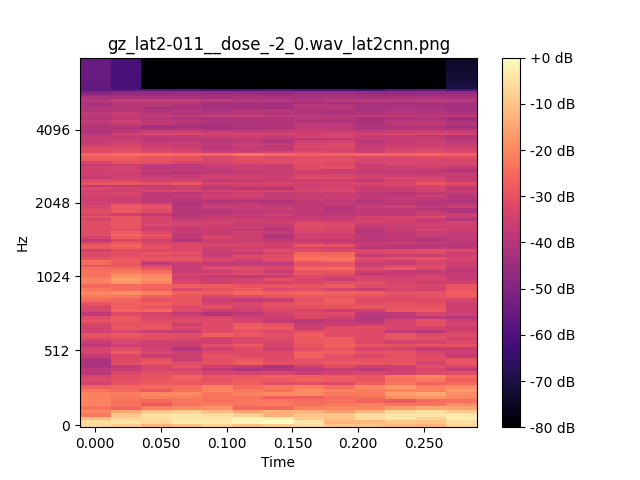 gz_lat2-011__dose_-2_0.wav_lat2cnn.png
Hz
4096
2048
1024
512
0
0.000 0.050 0.100 0.150 0.200 0.250
Time
+0 dB
-10 dB
-20 dB
-30 dB
-40 dB
-50 dB
-60 dB
-70 dB
-80 dB